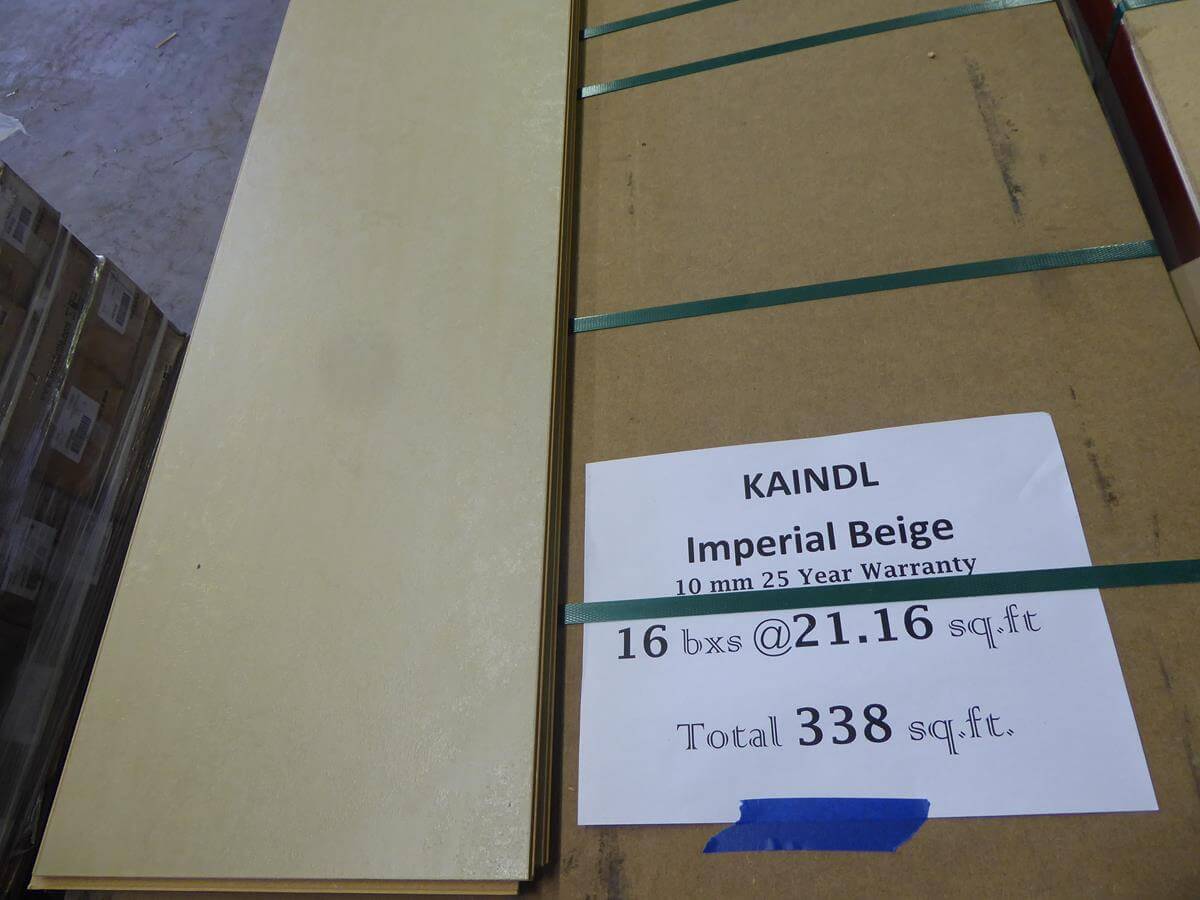 KAINDL
Imperial Beige
10 mm 25 Year Warranty
16 bxs @21.16 sq.ft
Total 338 sq.ft.